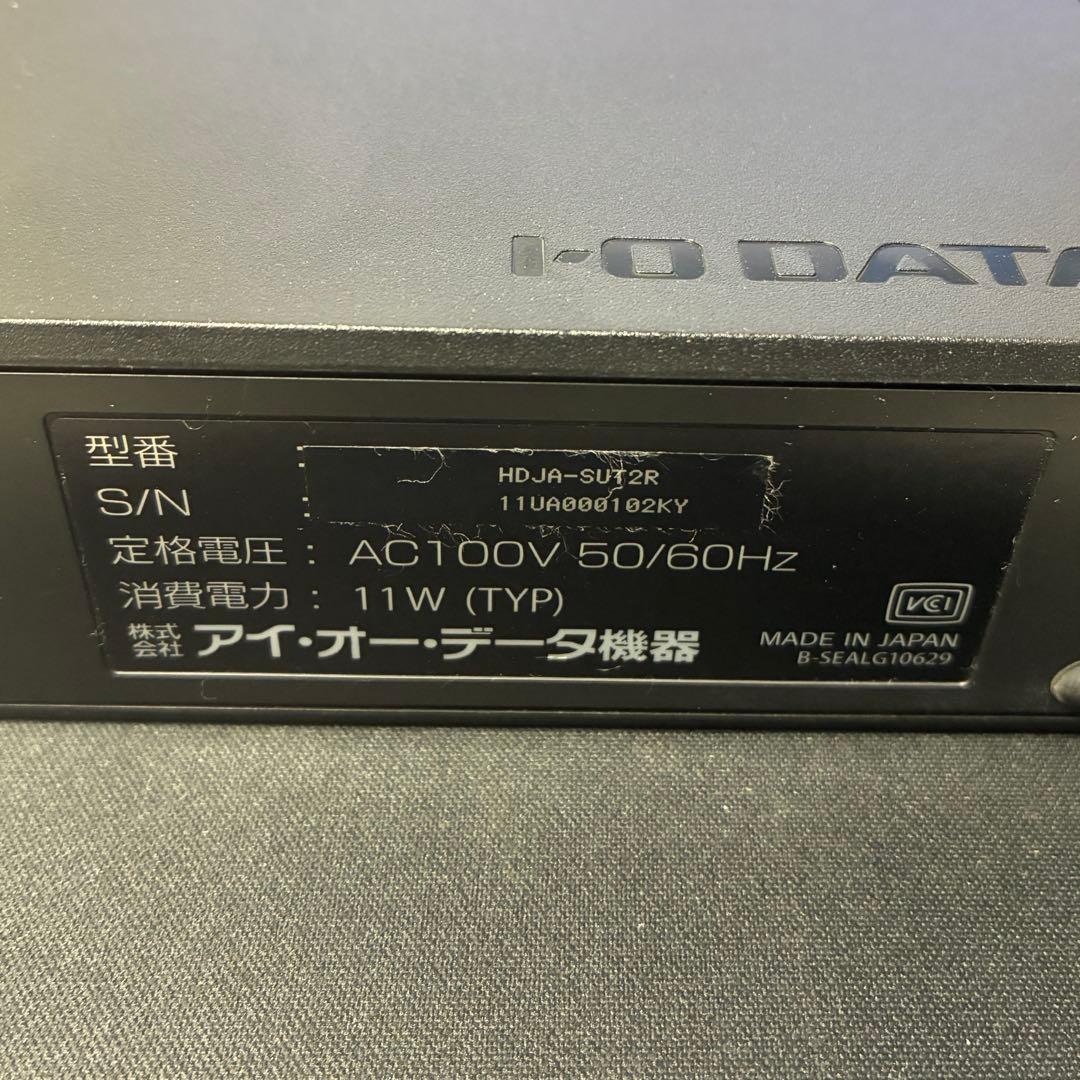 I-O DATA
型番 : HDJA-SUT2R
S/N : 11UA000102KY
定格電圧 : AC100V 50/60Hz
消費電力 : 11W (TYP)
株式会社 アイ・オー・データ機器
VCCI
MADE IN JAPAN
B-SEALG10629